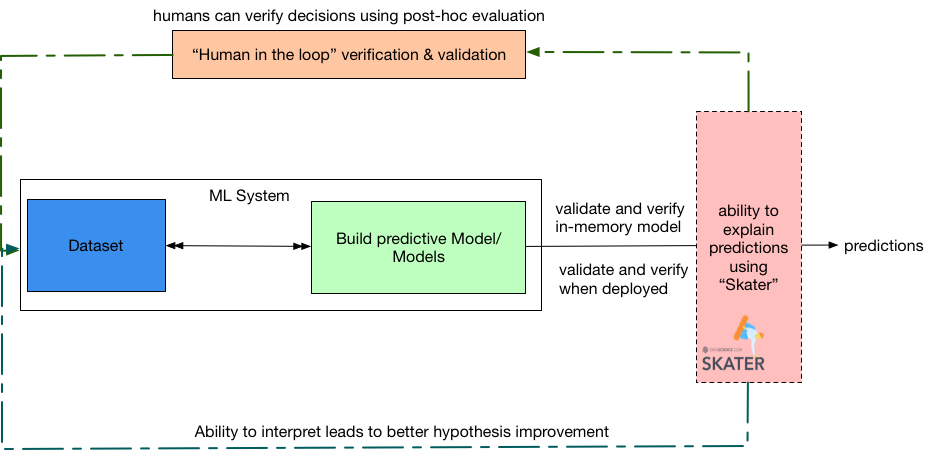 humans can verify decisions using post-hoc evaluation
“Human in the loop” verification & validation
ML System
Dataset
Build predictive Model/
Models
validate and verify
in-memory model
validate and verify
when deployed
ability to
explain
predictions
using
“Skater”
predictions
DATASCIENCE.COM
SKATER
Ability to interpret leads to better hypothesis improvement